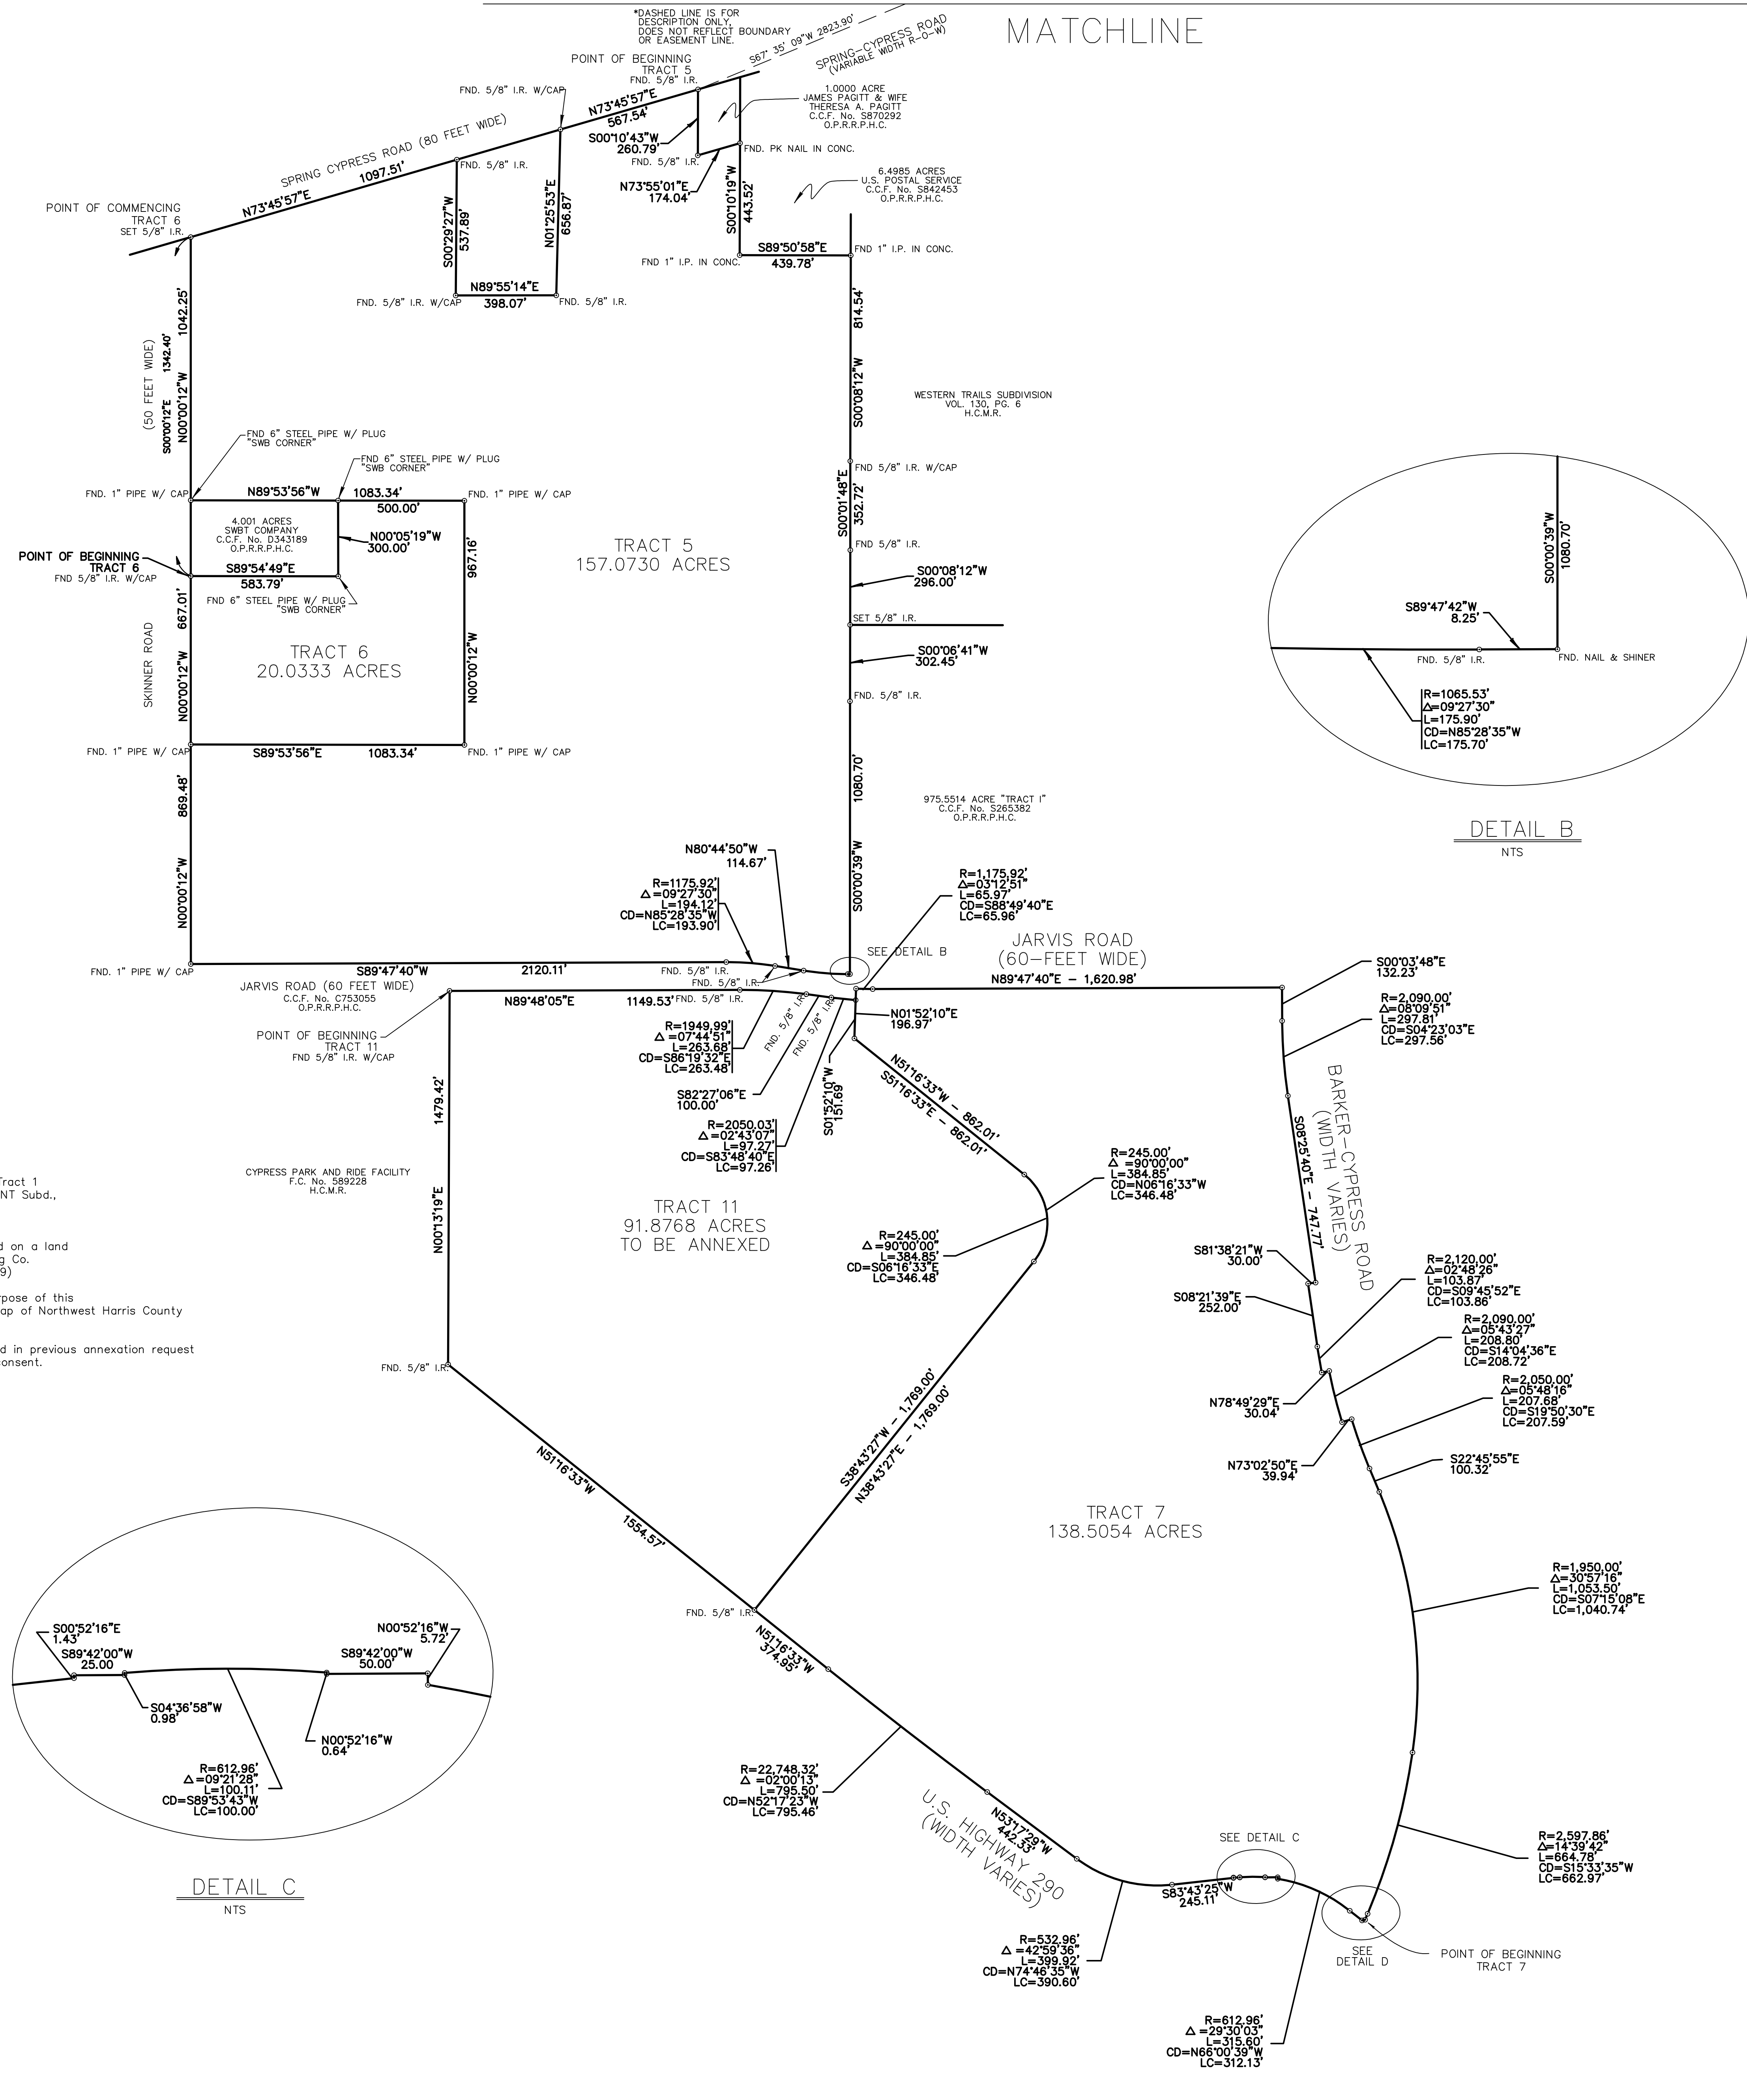 MATCHLINE
*DASHED LINE IS FOR
DESCRIPTION ONLY,
DOES NOT REFLECT BOUNDARY
OR EASEMENT LINE.
S67° 35' 09"W 2823.90'
SPRING-CYPRESS ROAD
(VARIABLE WIDTH R-O-W)
POINT OF BEGINNING
TRACT 5
FND. 5/8" I.R.
FND. 5/8" I.R. W/CAP
N73°45'57"E
567.54'
1.0000 ACRE
JAMES PAGITT & WIFE
THERESA A. PAGITT
C.C.F. No. S870292
O.P.R.R.P.H.C.
S00°10'43"W
260.79'
FND. 5/8" I.R.
FND. PK NAIL IN CONC.
N73°55'01"E
174.04'
S00°10'19"W
443.52'
6.4985 ACRES
U.S. POSTAL SERVICE
C.C.F. No. S842453
O.P.R.R.P.H.C.
SPRING CYPRESS ROAD (80 FEET WIDE)
N73°45'57"E
1097.51'
FND. 5/8" I.R.
POINT OF COMMENCING
TRACT 6
SET 5/8" I.R.
S00°29'27"W
537.89'
N01°25'53"E
656.87'
N89°55'14"E
398.07'
FND. 5/8" I.R. W/CAP
FND. 5/8" I.R.
S89°50'58"E
439.78'
FND 1" I.P. IN CONC.
FND 1" I.P. IN CONC.
1042.25'
N00°00'12"W
(50 FEET WIDE)
S00°00'12"E 1342.40'
814.54'
S00°08'12"W
WESTERN TRAILS SUBDIVISION
VOL. 130, PG. 6
H.C.M.R.
FND 6" STEEL PIPE W/ PLUG
"SWB CORNER"
FND 6" STEEL PIPE W/ PLUG
"SWB CORNER"
FND 5/8" I.R. W/CAP
FND. 1" PIPE W/ CAP
N89°53'56"W 1083.34'
500.00'
FND. 1" PIPE W/ CAP
4.001 ACRES
SWBT COMPANY
C.C.F. No. D343189
O.P.R.R.P.H.C.
N00°05'19"W
300.00'
967.16'
N00°00'12"W
S00°01'48"E
352.72'
FND 5/8" I.R.
TRACT 5
157.0730 ACRES
POINT OF BEGINNING
TRACT 6
FND 5/8" I.R. W/CAP
S89°54'49"E
583.79'
FND 6" STEEL PIPE W/ PLUG
"SWB CORNER"
S00°08'12"W
296.00'
SET 5/8" I.R.
S00°06'41"W
302.45'
FND. 5/8" I.R.
667.01'
N00°00'12"W
SKINNER ROAD
TRACT 6
20.0333 ACRES
FND. 1" PIPE W/ CAP
S89°53'56"E 1083.34'
FND. 1" PIPE W/ CAP
869.48'
N00°00'12"W
1080.70'
S00°00'39"W
975.5514 ACRE "TRACT I"
C.C.F. No. S265382
O.P.R.R.P.H.C.
S00°00'39"W
1080.70'
S89°47'42"W
8.25'
FND. 5/8" I.R.
FND. NAIL & SHINER
R=1065.53'
Δ=09°27'30"
L=175.90'
CD=N85°28'35"W
LC=175.70'
DETAIL B
NTS
N80°44'50"W
114.67'
R=1175.92'
Δ=09°27'30"
L=194.12'
CD=N85°28'35"W
LC=193.90'
R=1,175,92'
Δ=03°12'51"
L=65.97'
CD=S88°49'40"E
LC=65.96'
SEE DETAIL B
FND. 1" PIPE W/ CAP
S89°47'40"W 2120.11'
FND. 5/8" I.R.
FND. 5/8" I.R.
JARVIS ROAD
(60-FEET WIDE)
N89°47'40"E - 1,620.98'
S00°03'48"E
132.23'
R=2,090.00'
Δ=08°09'51"
L=297.81'
CD=S04°23'03"E
LC=297.56'
JARVIS ROAD (60 FEET WIDE)
C.C.F. No. C753055
O.P.R.R.P.H.C.
N89°48'05"E 1149.53'
FND. 5/8" I.R.
FND. 5/8" I.R.
FND. 5/8" I.R.
N01°52'10"E
196.97'
POINT OF BEGINNING
TRACT 11
FND 5/8" I.R. W/CAP
R=1949,99'
Δ=07°44'51"
L=263.68'
CD=S86°19'32"E
LC=263.48'
S82°27'06"E
100.00'
R=2050.03'
Δ=02°43'07"
L=97.27'
CD=S83°48'40"E
LC=97.26'
S01°52'10"W
151.69
N51°16'33"W - 862.01'
S51°16'33"E - 862.01'
1479.42'
N00°13'19"E
CYPRESS PARK AND RIDE FACILITY
F.C. No. 589228
H.C.M.R.
TRACT 11
91.8768 ACRES
TO BE ANNEXED
R=245.00'
Δ=90°00'00"
L=384.85'
CD=N06°16'33"W
LC=346.48'
R=245.00'
Δ=90°00'00"
L=384.85'
CD=S06°16'33"E
LC=346.48'
BARKER-CYPRESS ROAD
(WIDTH VARIES)
S08°25'40"E - 747.77'
S81°38'21"W
30.00'
S08°21'39"E
252.00'
R=2,120.00'
Δ=02°48'26"
L=103.87'
CD=S09°45'52"E
LC=103.86'
R=2,090.00'
Δ=05°43'27"
L=208.80'
CD=S14°04'36"E
LC=208.72'
N78°49'29"E
30.04'
R=2,050.00'
Δ=05°48'16"
L=207.68'
CD=S19°50'30"E
LC=207.59'
N73°02'50"E
39.94'
S22°45'55"E
100.32'
Tract 1
NT Subd.,
d on a land
g Co.
9)
rpose of this
ap of Northwest Harris County
d in previous annexation request
consent.
FND. 5/8" I.R.
N51°16'33"W
1554.57'
S38°43'27"W - 1,769.00'
N38°43'27"E - 1,769.00'
TRACT 7
138.5054 ACRES
R=1,950.00'
Δ=30°57'16"
L=1,053.50'
CD=S07°15'08"E
LC=1,040.74'
FND. 5/8" I.R.
N51°16'33"W
374.95'
S00°52'16"E
1.43'
S89°42'00"W
25.00
N00°52'16"W
5.72'
S89°42'00"W
50.00'
S04°36'58"W
0.98'
N00°52'16"W
0.64'
R=612.96'
Δ=09°21'28"
L=100.11'
CD=S89°53'43"W
LC=100.00'
DETAIL C
NTS
R=22,748,32'
Δ=02°00'13"
L=795.50'
CD=N52°17'23"W
LC=795.46'
U.S. HIGHWAY 290
(WIDTH VARIES)
N53°17'29"W
442.33'
SEE DETAIL C
S83°43'25"W
245.11'
R=2,597.86'
Δ=14°39'42"
L=664.78'
CD=S15°33'35"W
LC=662.97'
R=532.96'
Δ=42°59'36"
L=399.92'
CD=N74°46'35"W
LC=390.60'
SEE
DETAIL D
POINT OF BEGINNING
TRACT 7
R=612.96'
Δ=29°30'03"
L=315.60'
CD=N66°00'39"W
LC=312.13'